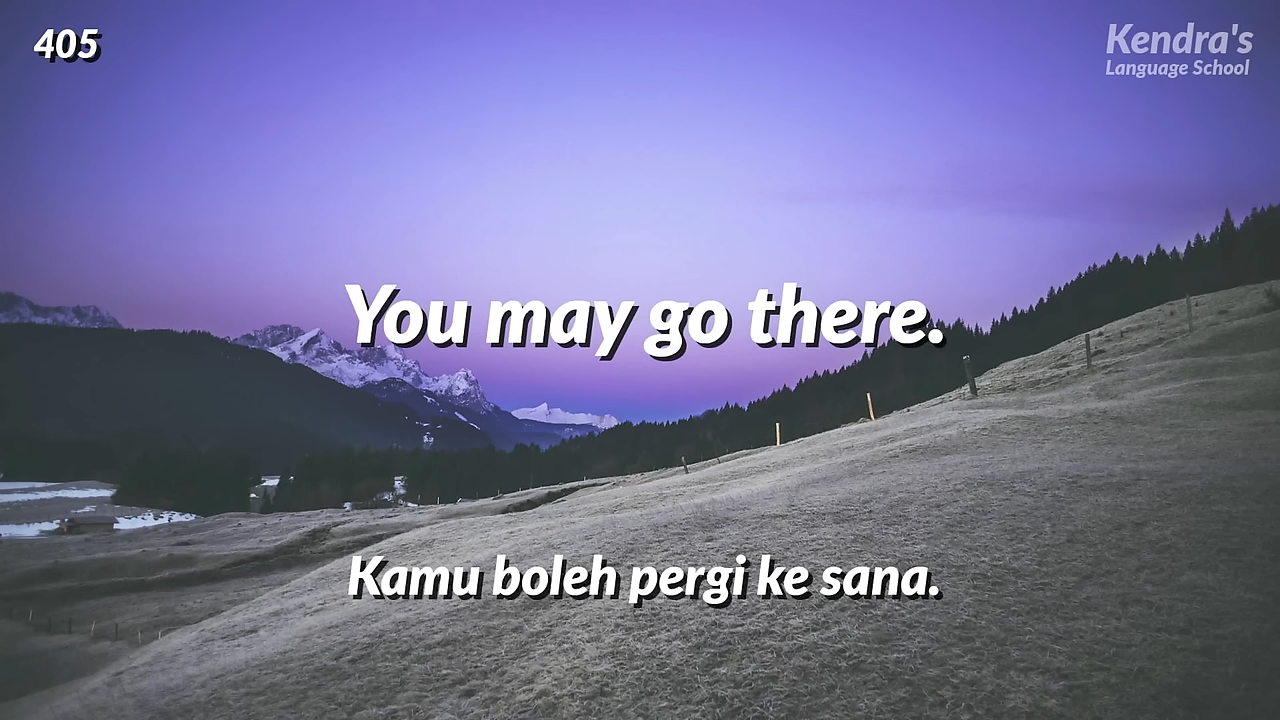 405
Kendra's
Language School
You may go there.
Kamu boleh pergi ke sana.